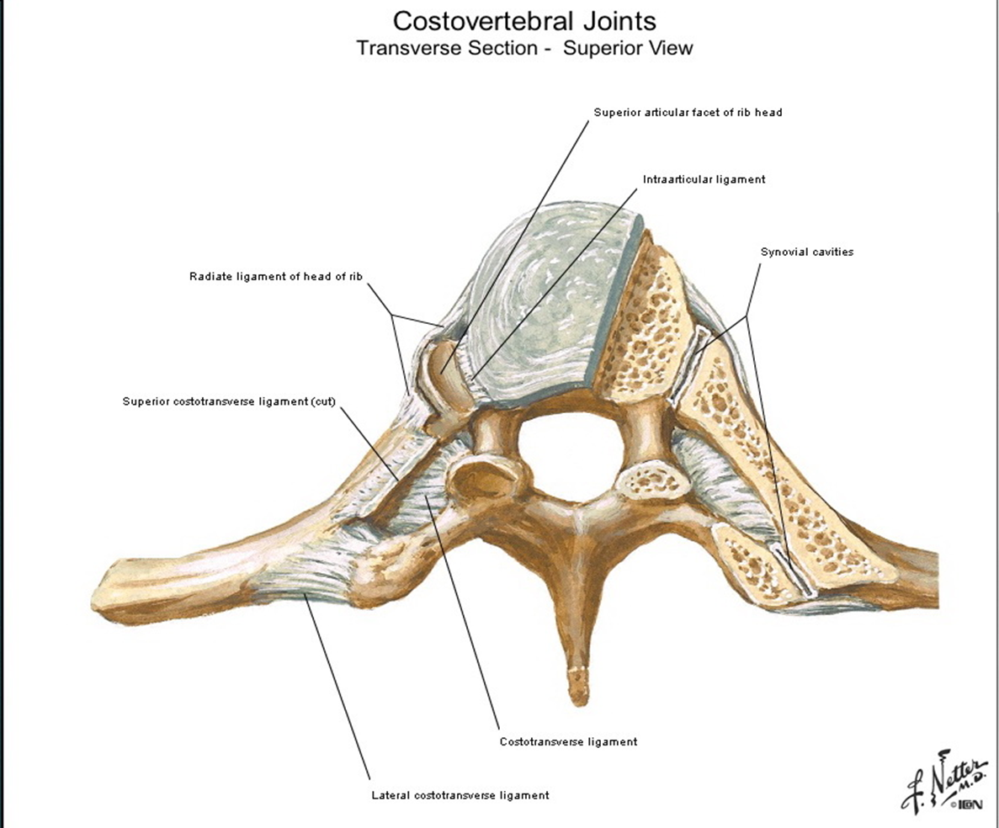 Costovertebral Joints
Transverse Section - Superior View
Superior articular facet of rib head
Intraarticular ligament
Synovial cavities
Radiate ligament of head of rib
Superior costotransverse ligament (cut)
Costotransverse ligament
Lateral costotransverse ligament
F. Netter
M.D.
©ICON